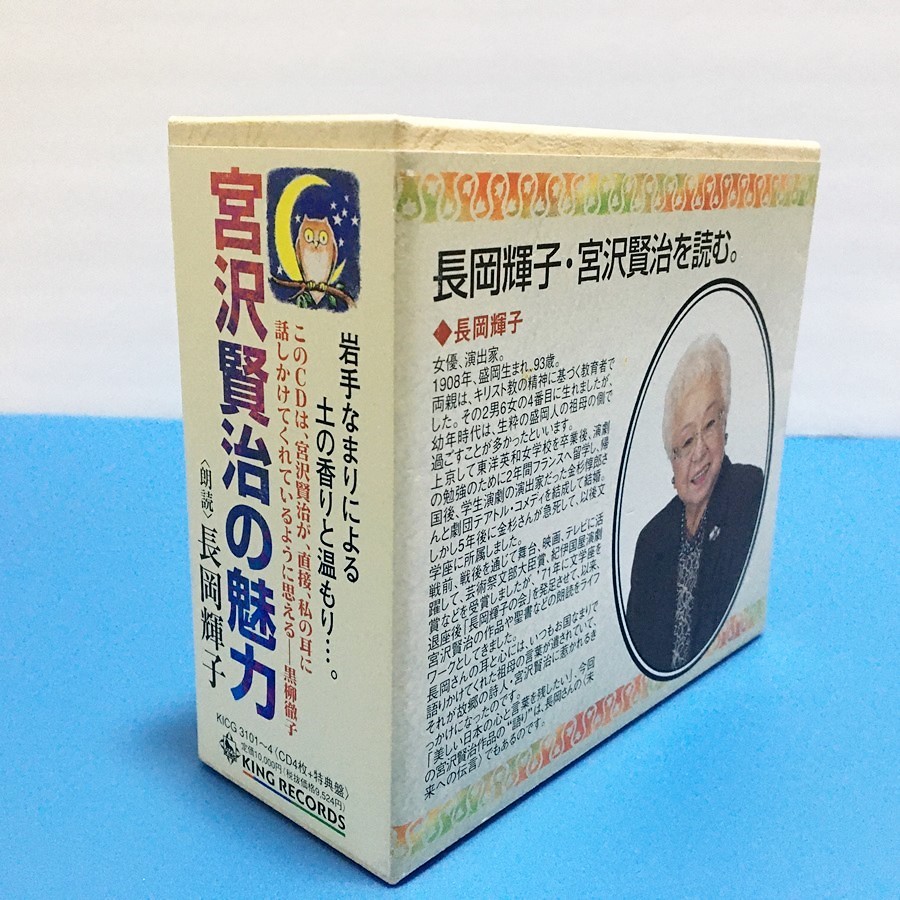 宮沢賢治の魅力
〈朗読〉長岡輝子
岩手なまりによる
土の香りと温もり…。
このCDは、宮沢賢治が、直接、私の耳に
話しかけてくれているように思える──黒柳徹子
KICG 3101〜4〈CD4枚+特典盤〉
定価10,000円(税抜価格9,524円)
KING RECORDS
長岡輝子・宮沢賢治を読む。
◆長岡輝子
女優、演出家。
1908年、盛岡生まれ、93歳。
両親は、キリスト教の精神に基づく教育者で
した。その2男6女の4番目に生れましたが、
幼年時代は、生粋の盛岡人の祖母の側で
過ごすことが多かったといいます。
上京して東洋英和女学校を卒業後、演劇
の勉強のために2年間フランスへ留学し、帰
国後、学生演劇の演出家だった金杉惇郎さ
んと劇団テアトル・コメディを結成して結婚。
しかし5年後に金杉さんが急死して、以後文
学座に所属しました。
戦前、戦後を通じて舞台、映画、テレビに活
躍して、芸術祭文部大臣賞、紀伊国屋演劇
賞などを受賞しましたが、'71年に文学座を
退座後「長岡輝子の会」を発足させて、以来、
宮沢賢治の作品や聖書などの朗読をライフ
ワークとしてきました。
長岡さんの耳と心には、いつもお国なまりで
語りかけてくれた祖母の言葉が遺されていて、
それが故郷の詩人・宮沢賢治に惹かれるき
っかけになったのです。
「美しい日本の心と言葉を残したい」、今回
の宮沢賢治作品の"語り"は、長岡さんの〈未
来への伝言〉でもあるのです。